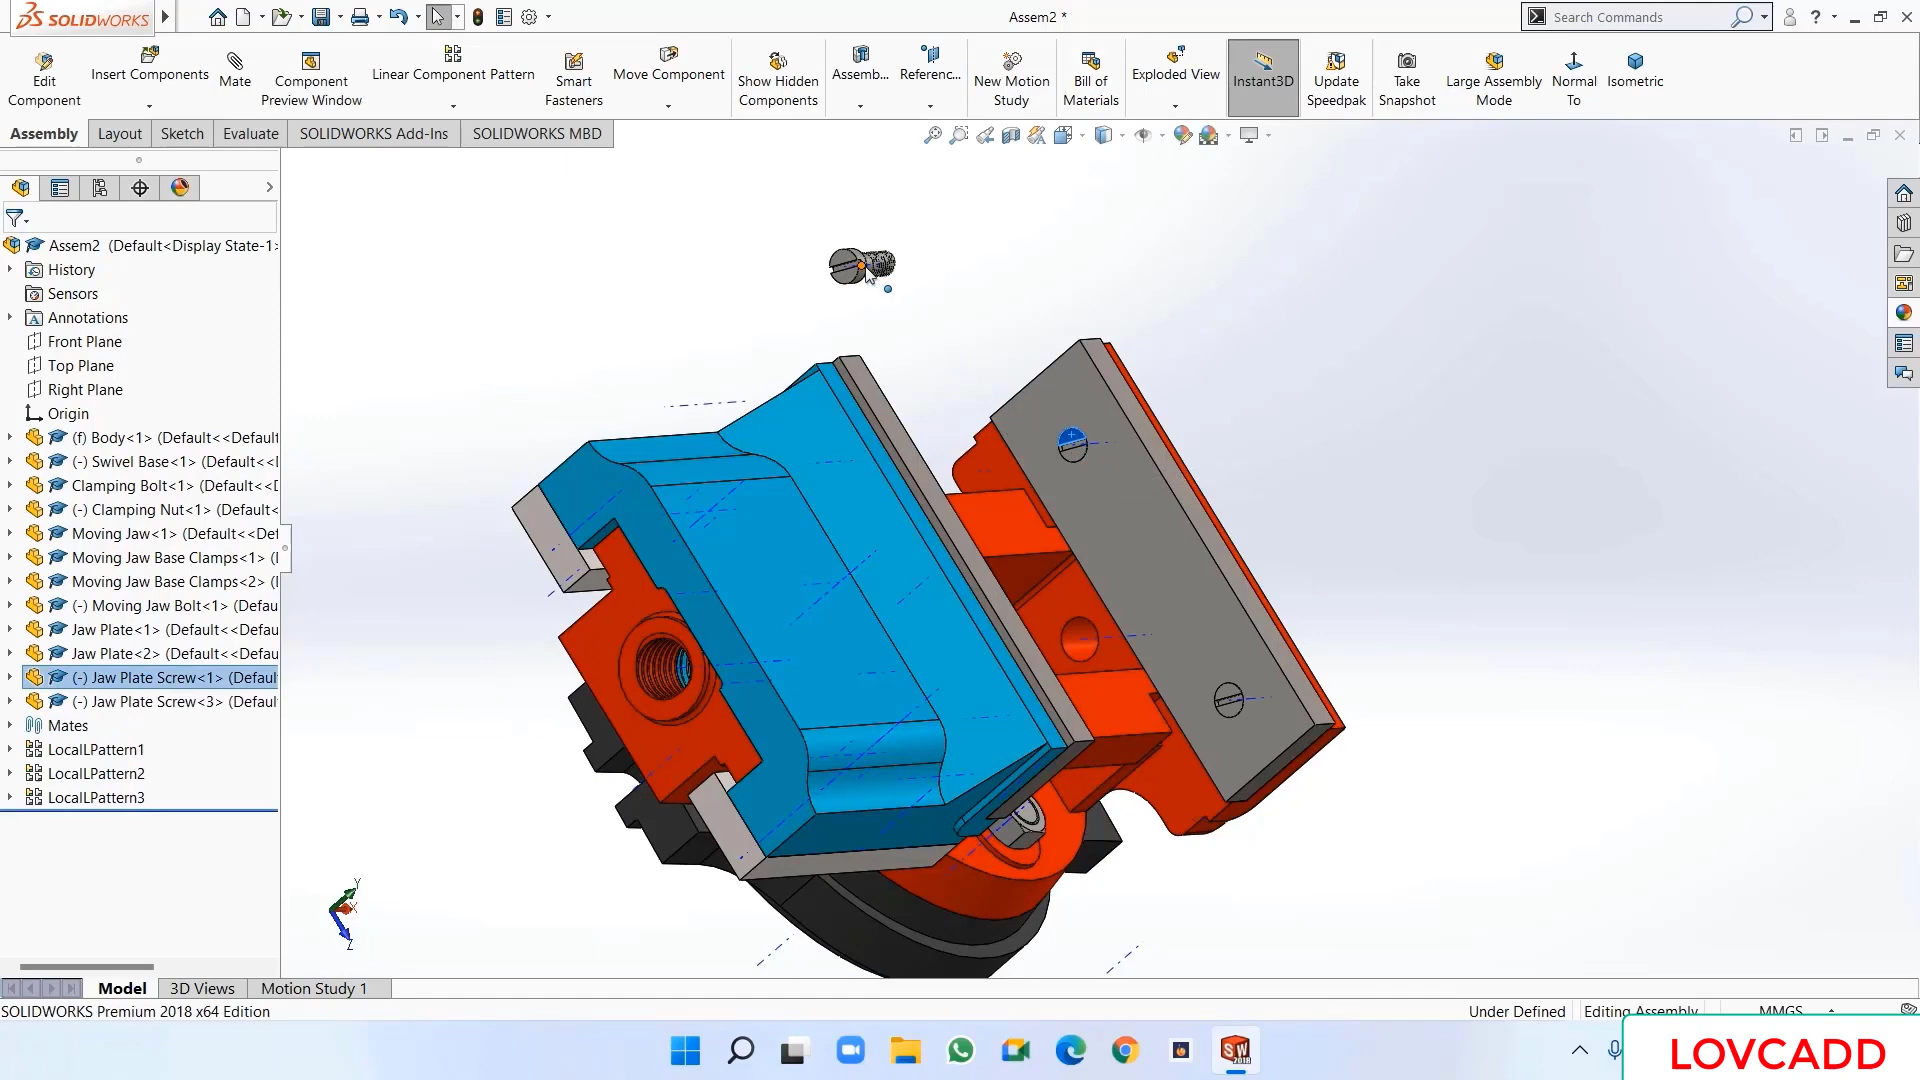 SOLIDWORKS
Assem2 *
Search Commands
Edit Component
Insert Components
Mate
Component Preview Window
Linear Component Pattern
Smart Fasteners
Move Component
Show Hidden Components
Assemb...
Referenc...
New Motion Study
Bill of Materials
Exploded View
Instant3D
Update Speedpak
Take Snapshot
Large Assembly Mode
Normal To
Isometric
Assembly
Layout
Sketch
Evaluate
SOLIDWORKS Add-Ins
SOLIDWORKS MBD
Assem2 (Default<Display State-1>
History
Sensors
Annotations
Front Plane
Top Plane
Right Plane
Origin
(f) Body<1> (Default<<Default
(-) Swivel Base<1> (Default<<D
Clamping Bolt<1> (Default<<D
(-) Clamping Nut<1> (Default<
Moving Jaw<1> (Default<<Def
Moving Jaw Base Clamps<1> (
Moving Jaw Base Clamps<2> (
(-) Moving Jaw Bolt<1> (Defau
Jaw Plate<1> (Default<<Defau
Jaw Plate<2> (Default<<Defau
(-) Jaw Plate Screw<1> (Defaul
(-) Jaw Plate Screw<3> (Defaul
Mates
LocalLPattern1
LocalLPattern2
LocalLPattern3
Y
X
Z
Model
3D Views
Motion Study 1
SOLIDWORKS Premium 2018 x64 Edition
Under Defined
Editing Assembly
MMGS
SW
2018
LOVCADD